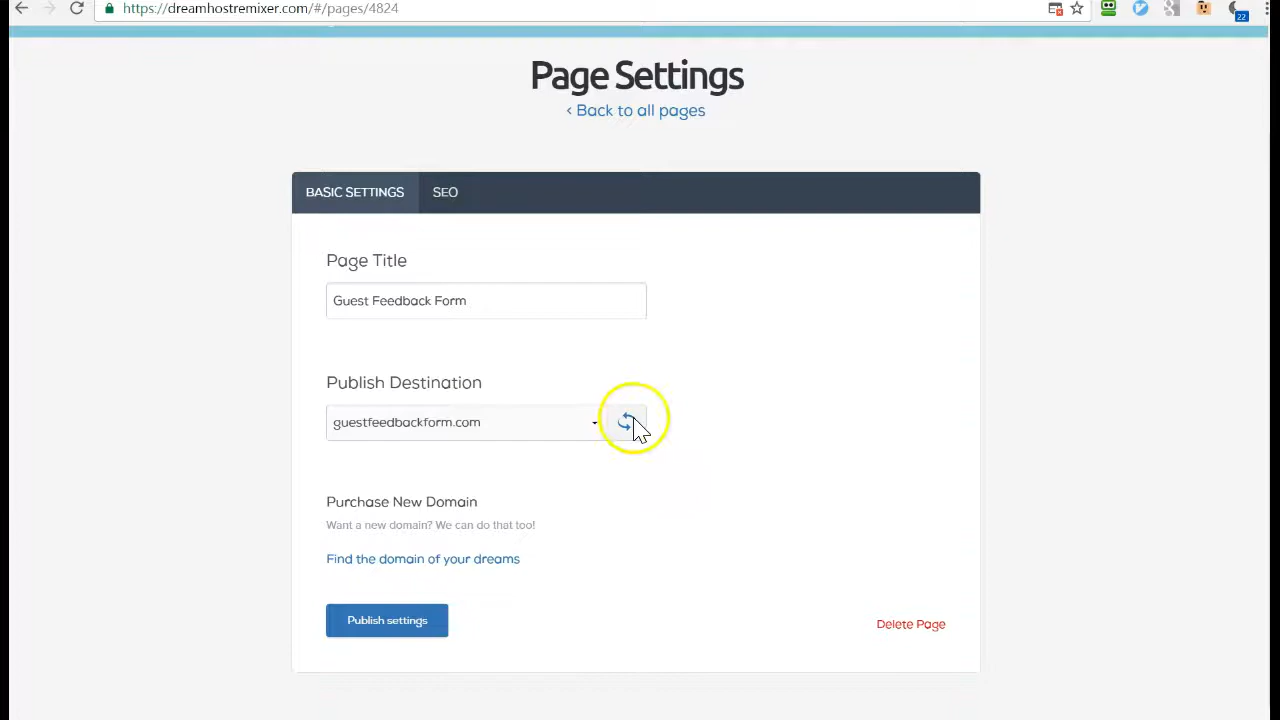 https://dreamhostremixer.com/#/pages/4824
22
Page Settings
< Back to all pages
BASIC SETTINGS SEO
Page Title
Guest Feedback Form
Publish Destination
guestfeedbackform.com
Purchase New Domain
Want a new domain? We can do that too!
Find the domain of your dreams
Publish settings
Delete Page